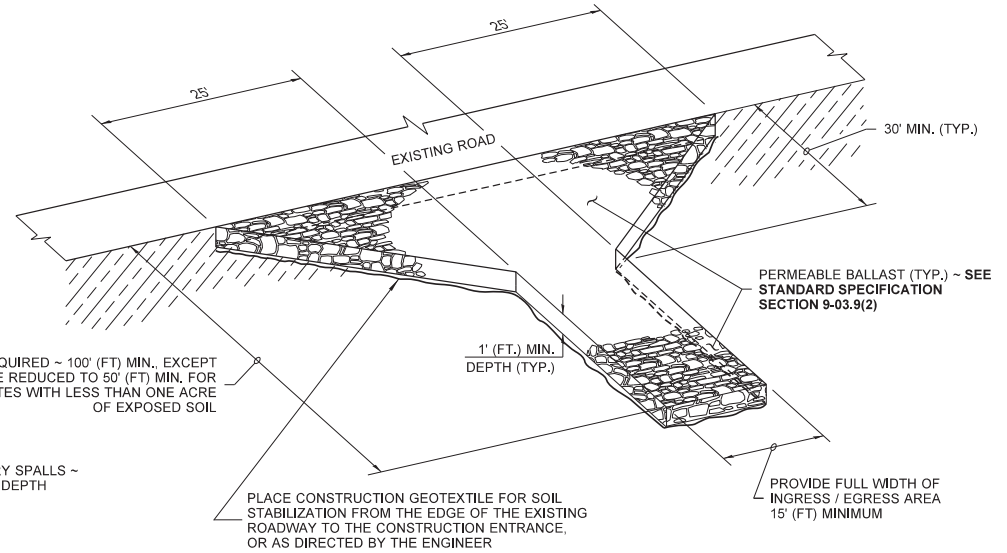 25'
25'
EXISTING ROAD
30' MIN. (TYP.)
PERMEABLE BALLAST (TYP.) ~ SEE
STANDARD SPECIFICATION
SECTION 9-03.9(2)
1' (FT.) MIN.
DEPTH (TYP.)
~ 100' (FT) MIN., EXCEPT
REDUCED TO 50' (FT) MIN. FOR
WITH LESS THAN ONE ACRE
OF EXPOSED SOIL
SPALLS ~
DEPTH
PLACE CONSTRUCTION GEOTEXTILE FOR SOIL
STABILIZATION FROM THE EDGE OF THE EXISTING
ROADWAY TO THE CONSTRUCTION ENTRANCE,
OR AS DIRECTED BY THE ENGINEER
PROVIDE FULL WIDTH OF
INGRESS / EGRESS AREA
15' (FT) MINIMUM